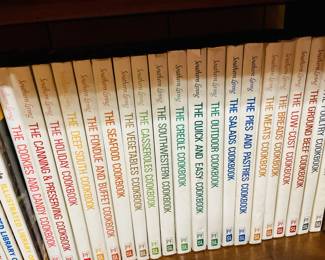 ILLUSTRATED LIBRARY
Southern Living THE COOKIES AND CANDY COOKBOOK
Southern Living THE CANNING & PRESERVING COOKBOOK
Southern Living THE HOLIDAY COOKBOOK
Southern Living THE DEEP SOUTH COOKBOOK
Southern Living THE FONDUE AND BUFFET COOKBOOK
Southern Living THE SEAFOOD COOKBOOK
Southern Living THE VEGETABLES COOKBOOK
Southern Living THE CASSEROLES COOKBOOK
Southern Living THE SOUTHWESTERN COOKBOOK
Southern Living THE CREOLE COOKBOOK
Southern Living THE QUICK AND EASY COOKBOOK
Southern Living THE OUTDOOR COOKBOOK
Southern Living THE SALADS COOKBOOK
Southern Living THE PIES AND PASTRIES COOKBOOK
Southern Living THE MEATS COOKBOOK
Southern Living THE BREADS COOKBOOK
Southern Living THE LOW-COST COOKBOOK
Southern Living THE GROUND BEEF COOKBOOK
THE POULTRY COOKBOOK